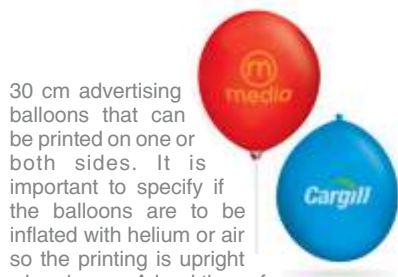 30 cm advertising
balloons that can
be printed on one or
both sides. It is
important to specify if
the balloons are to be
inflated with helium or air
so the printing is upright
m
media
Cargill